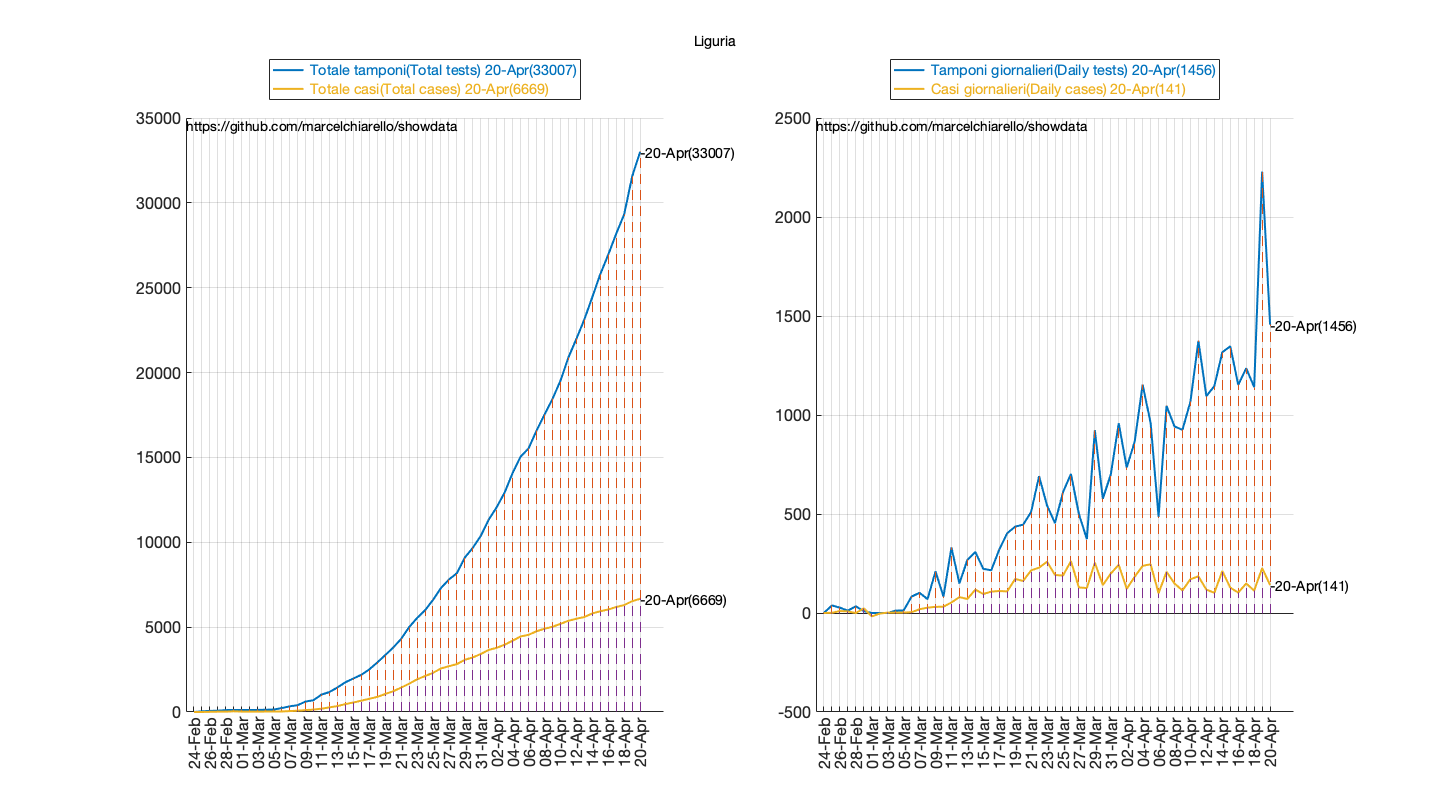 Liguria
Totale tamponi(Total tests) 20-Apr(33007)
Totale casi(Total cases) 20-Apr(6669)
35000
https://github.com/marcelchiarello/showdata
-20-Apr(33007)
30000
25000
20000
15000
10000
-20-Apr(6669)
5000
0
24-Feb
26-Feb
28-Feb
01-Mar
03-Mar
05-Mar
07-Mar
09-Mar
11-Mar
13-Mar
15-Mar
17-Mar
19-Mar
21-Mar
23-Mar
25-Mar
27-Mar
29-Mar
31-Mar
02-Apr
04-Apr
06-Apr
08-Apr
10-Apr
12-Apr
14-Apr
16-Apr
18-Apr
20-Apr
Tamponi giornalieri(Daily tests) 20-Apr(1456)
Casi giornalieri(Daily cases) 20-Apr(141)
2500
https://github.com/marcelchiarello/showdata
2000
1500
-20-Apr(1456)
1000
500
-20-Apr(141)
0
-500
24-Feb
26-Feb
28-Feb
01-Mar
03-Mar
05-Mar
07-Mar
09-Mar
11-Mar
13-Mar
15-Mar
17-Mar
19-Mar
21-Mar
23-Mar
25-Mar
27-Mar
29-Mar
31-Mar
02-Apr
04-Apr
06-Apr
08-Apr
10-Apr
12-Apr
14-Apr
16-Apr
18-Apr
20-Apr